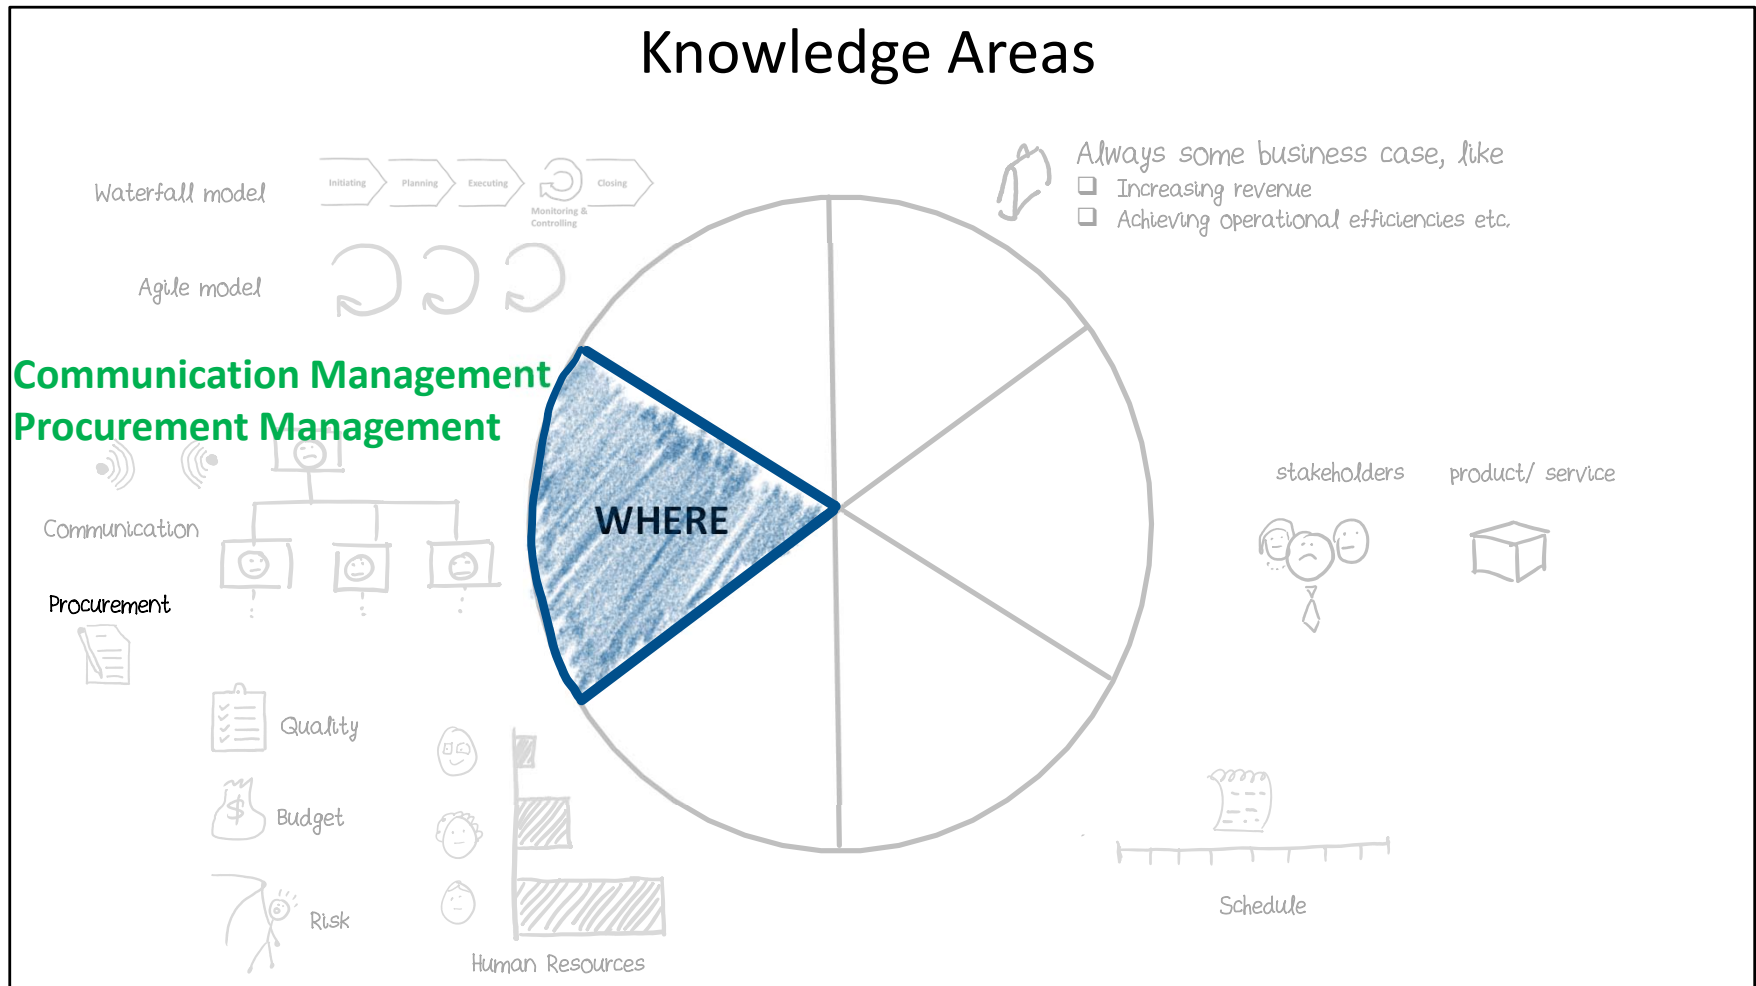 Knowledge Areas
Waterfall model
Initiating
Planning
Executing
Monitoring &
Controlling
Closing
Agile model
Always some business case, like
❑ Increasing revenue
❑ Achieving operational efficiencies etc.
Communication Management
Procurement Management
WHERE
stakeholders
product/ service
Communication
Procurement
Quality
$
Budget
Risk
Human Resources
Schedule